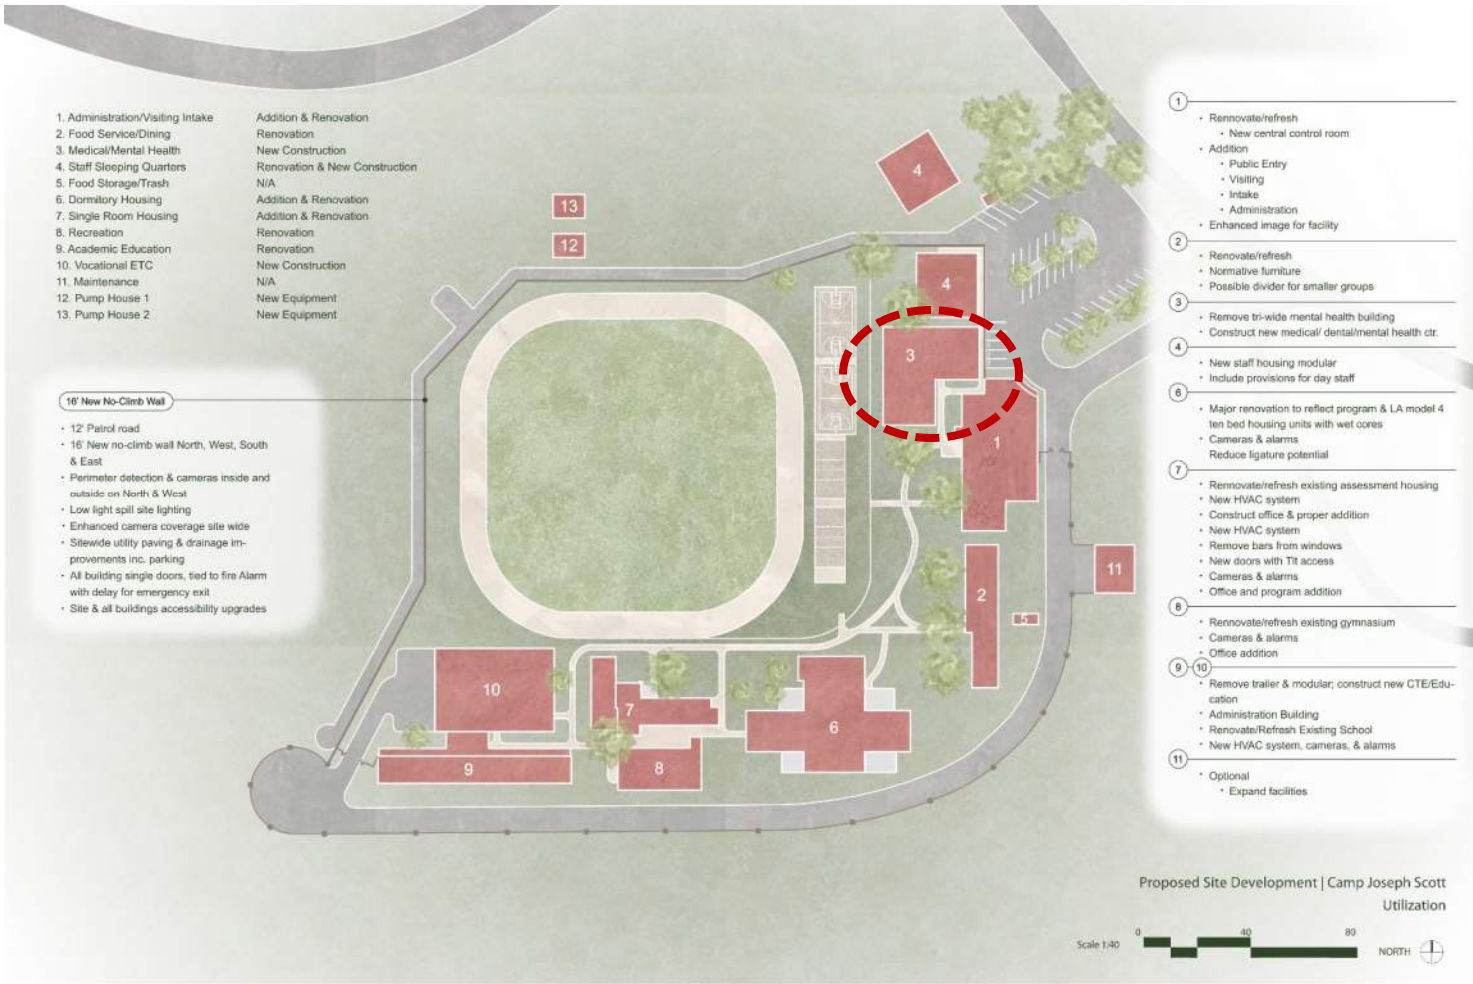 1. Administration/Visiting Intake Addition & Renovation
2. Food Service/Dining Renovation
3. Medical/Mental Health New Construction
4. Staff Sleeping Quarters Renovation & New Construction
5. Food Storage/Trash N/A
6. Dormitory Housing Addition & Renovation
7. Single Room Housing Addition & Renovation
8. Recreation Renovation
9. Academic Education Renovation
10. Vocational ETC New Construction
11. Maintenance N/A
12. Pump House 1 New Equipment
13. Pump House 2 New Equipment
16' New No-Climb Wall
• 12' Patrol road
• 16' New no-climb wall North, West, South
& East
• Perimeter detection & cameras inside and
outside on North & West
• Low light spill site lighting
• Enhanced camera coverage site wide
• Sitewide utility paving & drainage im-
provements inc. parking
• All building single doors, tied to fire Alarm
with delay for emergency exit
• Site & all buildings accessibility upgrades
4
13
12
4
3
1
11
2
5
10
7
6
9
8
1
• Rennovate/refresh
• New central control room
• Addition
• Public Entry
• Visiting
• Intake
• Administration
• Enhanced image for facility
2
• Renovate/refresh
• Normative furniture
• Possible divider for smaller groups
3
• Remove tri-wide mental health building
• Construct new medical/ dental/mental health ctr.
4
• New staff housing modular
• Include provisions for day staff
6
• Major renovation to reflect program & LA model 4
ten bed housing units with wet cores
• Cameras & alarms
Reduce ligature potential
7
• Rennovate/refresh existing assessment housing
• New HVAC system
• Construct office & proper addition
• New HVAC system
• Remove bars from windows
• New doors with Tlt access
• Cameras & alarms
• Office and program addition
8
• Rennovate/refresh existing gymnasium
• Cameras & alarms
• Office addition
9 10
• Remove trailer & modular; construct new CTE/Edu-
cation
• Administration Building
• Renovate/Refresh Existing School
• New HVAC system, cameras, & alarms
11
• Optional
• Expand facilities
Proposed Site Development | Camp Joseph Scott
Utilization
Scale 1:40 0 40 80 NORTH